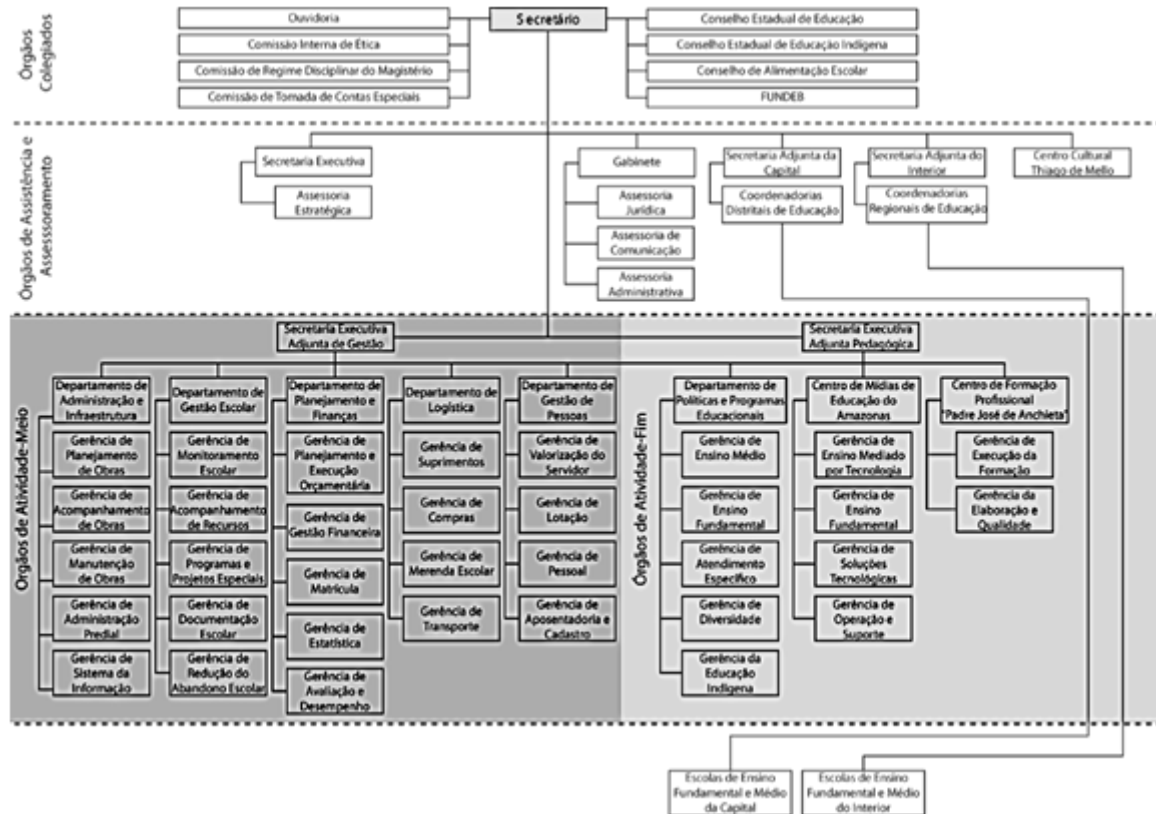 Órgãos
Colegiados
Ouvidoria
Comissão Interna de Ética
Comissão de Regime Disciplinar do Magistério
Comissão de Tomada de Contas Especiais
Secretário
Conselho Estadual de Educação
Conselho Estadual de Educação Indígena
Conselho de Alimentação Escolar
FUNDEB
Órgãos de Assistência e
Assesssoramento
Secretaria Executiva
Assessoria
Estratégica
Gabinete
Assessoria
Jurídica
Assessoria de
Comunicação
Assessoria
Administrativa
Secretaria Adjunta da
Capital
Coordenadorias
Distritais de Educação
Secretaria Adjunta do
Interior
Coordenadorias
Regionais de Educação
Centro Cultural
Thiago de Mello
Órgãos de Atividade-Meio
Secretaria Executiva
Adjunta de Gestão
Departamento de
Administração e
Infraestrutura
Gerência de
Planejamento
de Obras
Gerência de
Acompanhamento
de Obras
Gerência de
Manutenção
de Obras
Gerência de
Administração
Predial
Gerência de
Sistema da
Informação
Departamento de
Gestão Escolar
Gerência de
Monitoramento
Escolar
Gerência de
Acompanhamento
de Recursos
Gerência de
Programas e
Projetos Especiais
Gerência de
Documentação
Escolar
Gerência de
Redução do
Abandono Escolar
Departamento de
Planejamento e
Finanças
Gerência de
Planejamento e
Execução
Orçamentária
Gerência de
Gestão Financeira
Gerência de
Matrícula
Gerência de
Estatística
Gerência de
Avaliação e
Desempenho
Departamento de
Logística
Gerência de
Suprimentos
Gerência de
Compras
Gerência de
Merenda Escolar
Gerência de
Transporte
Departamento de
Gestão de
Pessoas
Gerência de
Valorização do
Servidor
Gerência de
Lotação
Gerência de
Pessoal
Gerência de
Aposentadoria e
Cadastro
Órgãos de Atividade-Fim
Secretaria Executiva
Adjunta Pedagógica
Departamento de
Políticas e Programas
Educacionais
Gerência de
Ensino Médio
Gerência de
Ensino
Fundamental
Gerência de
Atendimento
Específico
Gerência de
Diversidade
Gerência da
Educação
Indígena
Centro de Mídias de
Educação do
Amazonas
Gerência de
Ensino Mediado
por Tecnologia
Gerência de
Ensino
Fundamental
Gerência de
Soluções
Tecnológicas
Gerência de
Operação e
Suporte
Centro de Formação
Profissional
"Padre José de Anchieta"
Gerência de
Execução da
Formação
Gerência da
Elaboração e
Qualidade
Escolas de Ensino
Fundamental e Médio
da Capital
Escolas de Ensino
Fundamental e Médio
do Interior